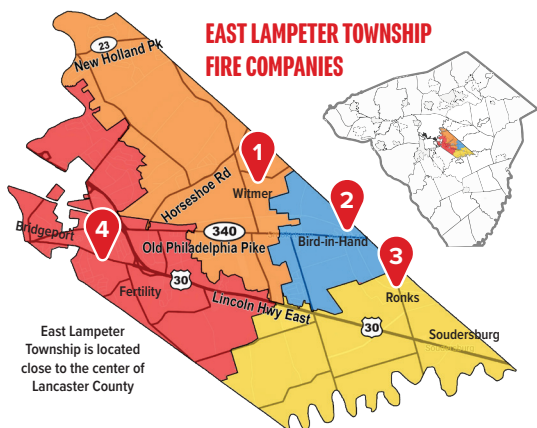 EAST LAMPETER TOWNSHIP
FIRE COMPANIES
23
New Holland Pk
1
Horseshoe Rd
Witmer
2
340
Bridgeport
4
Old Philadelphia Pike
Bird-in-Hand
3
30
Fertility
Lincoln Hwy East
Ronks
30
Soudersburg
Soudersburg
East Lampeter
Township is located
close to the center of
Lancaster County